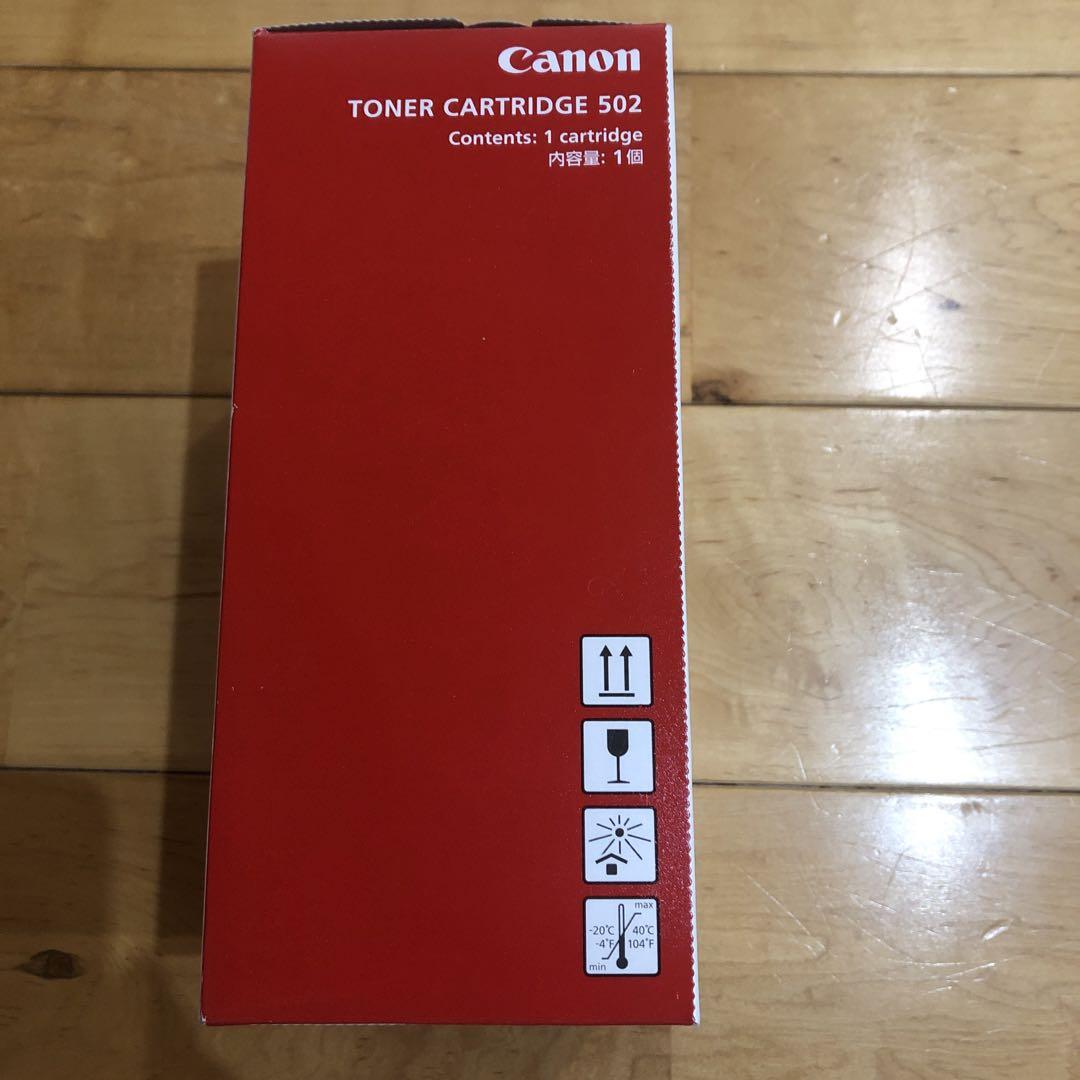 Canon
TONER CARTRIDGE 502
Contents: 1 cartridge
内容量: 1個
max
-20℃ 40℃
-4°F 104°F
min